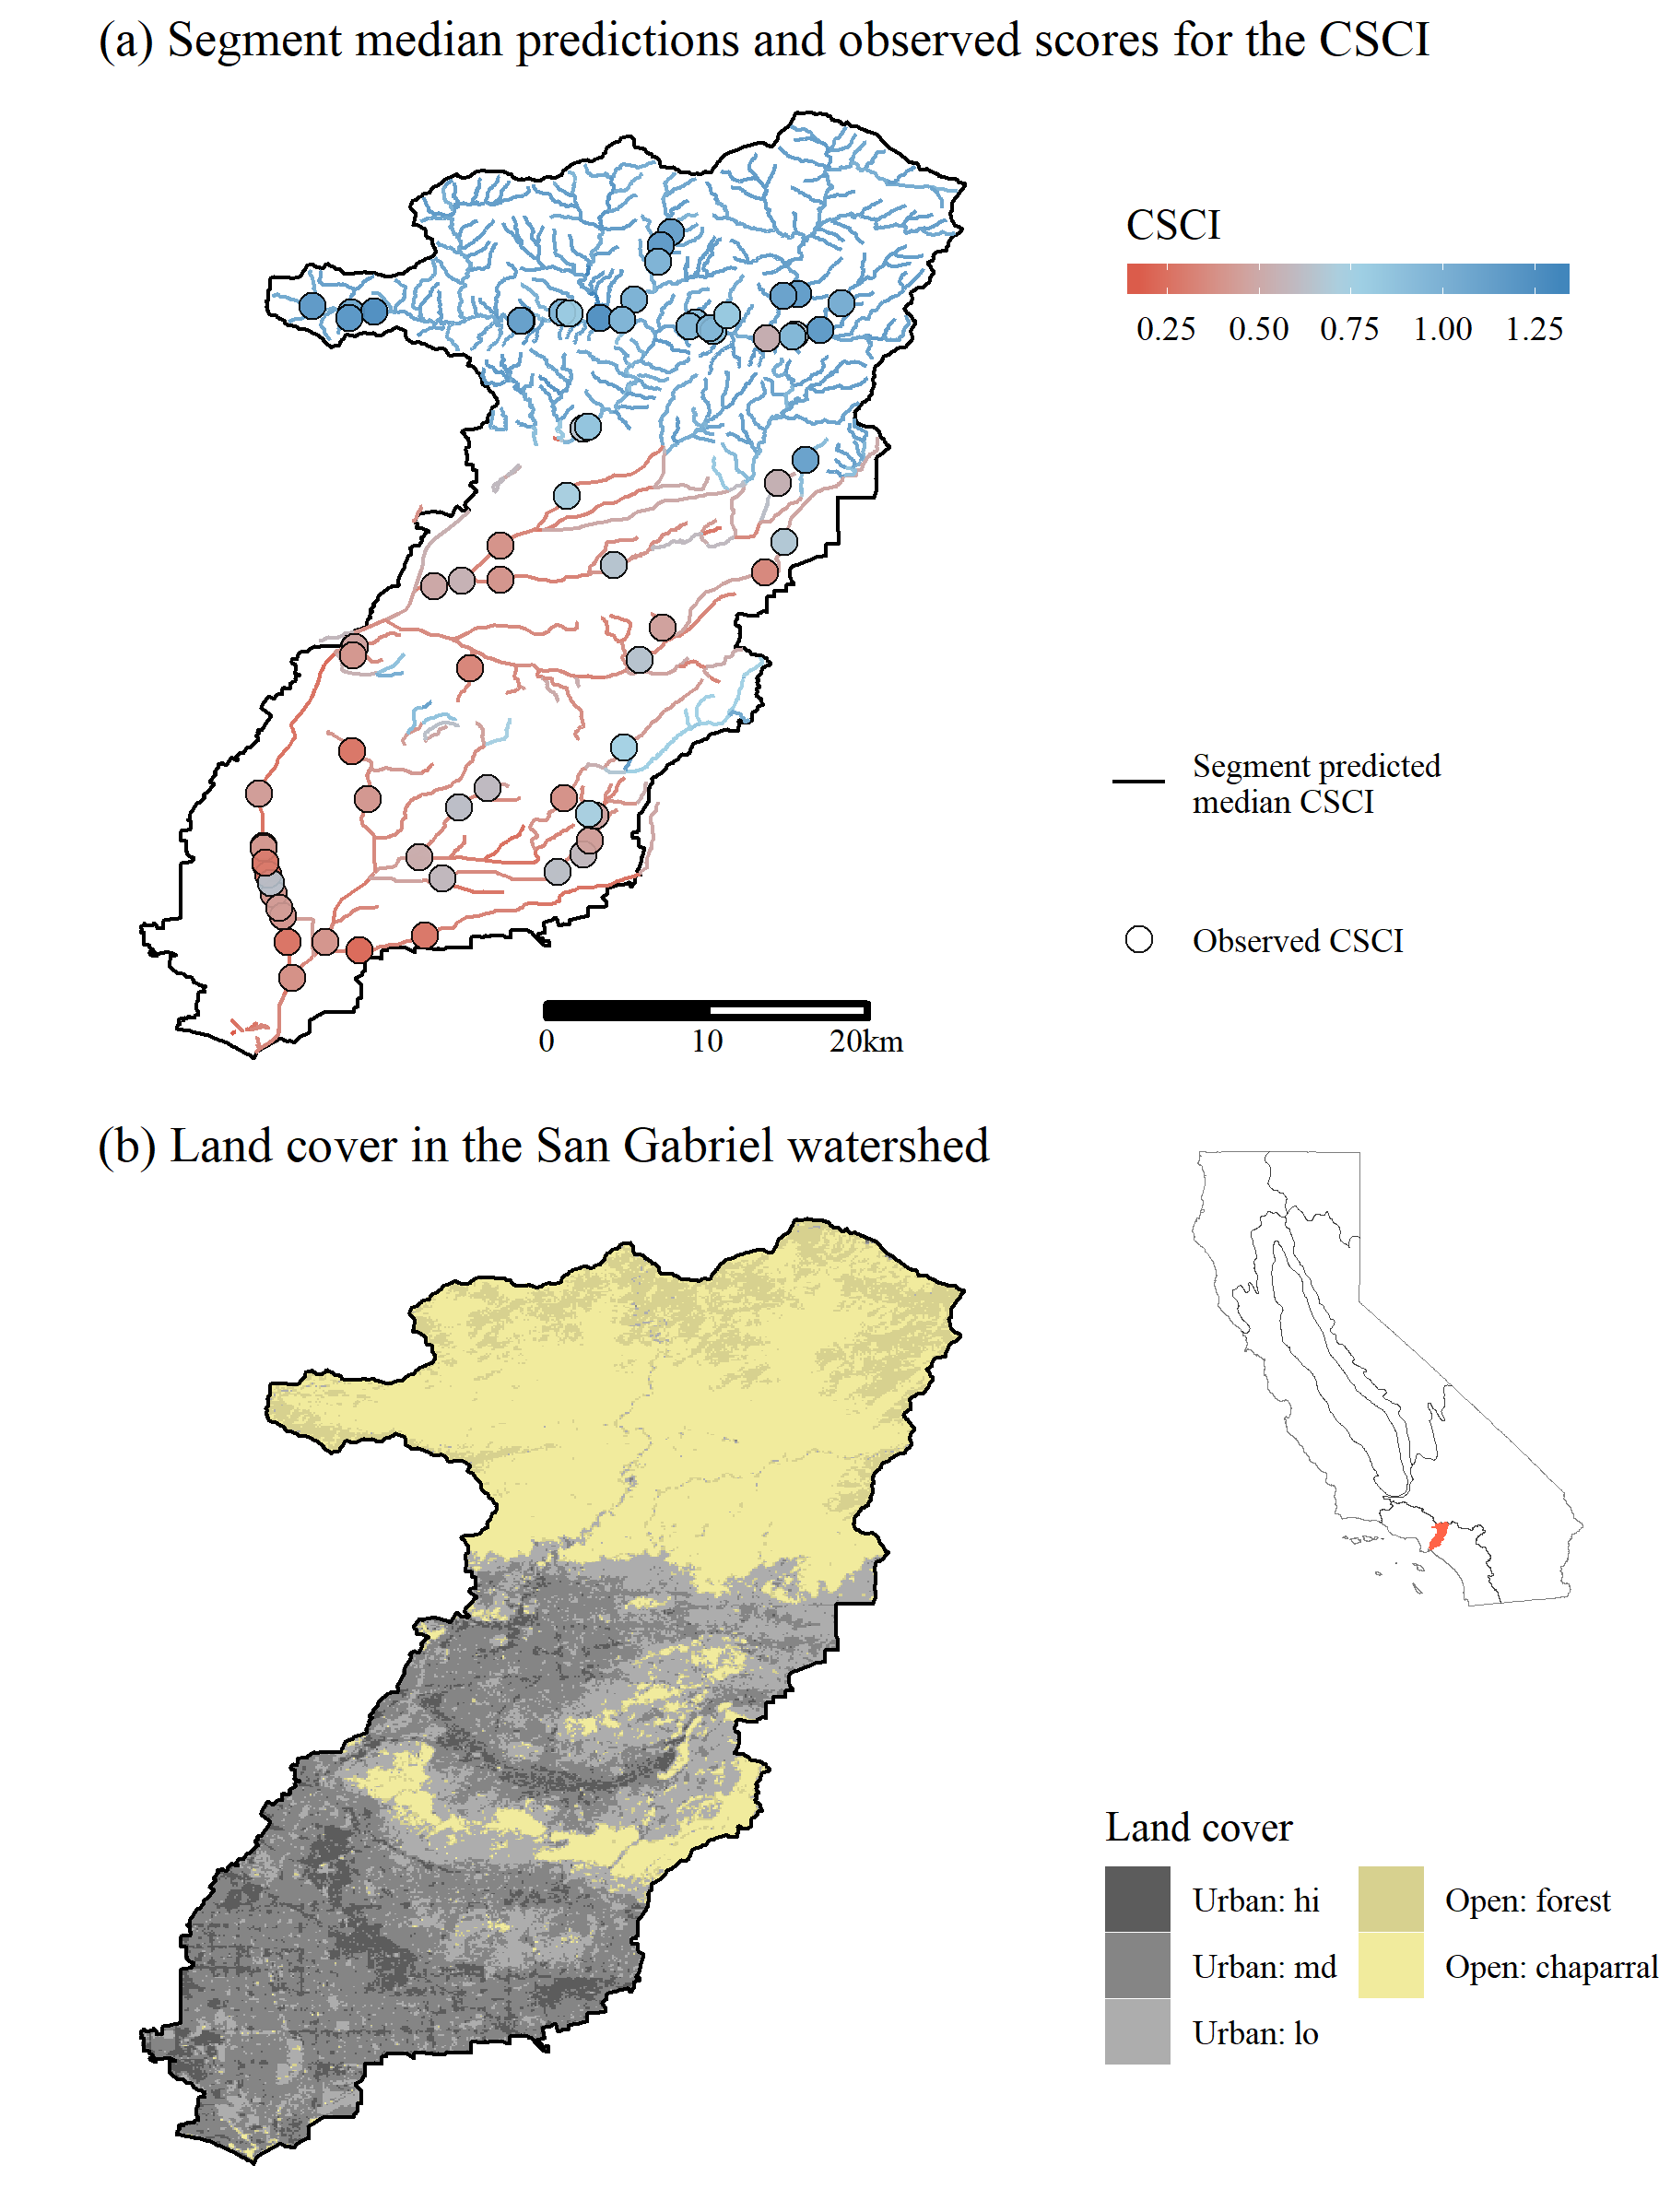 (a) Segment median predictions and observed scores for the CSCI
CSCI
0.25 0.50 0.75 1.00 1.25
Segment predicted
median CSCI
Observed CSCI
0 10 20km
(b) Land cover in the San Gabriel watershed
Land cover
Urban: hi Open: forest
Urban: md Open: chaparral
Urban: lo